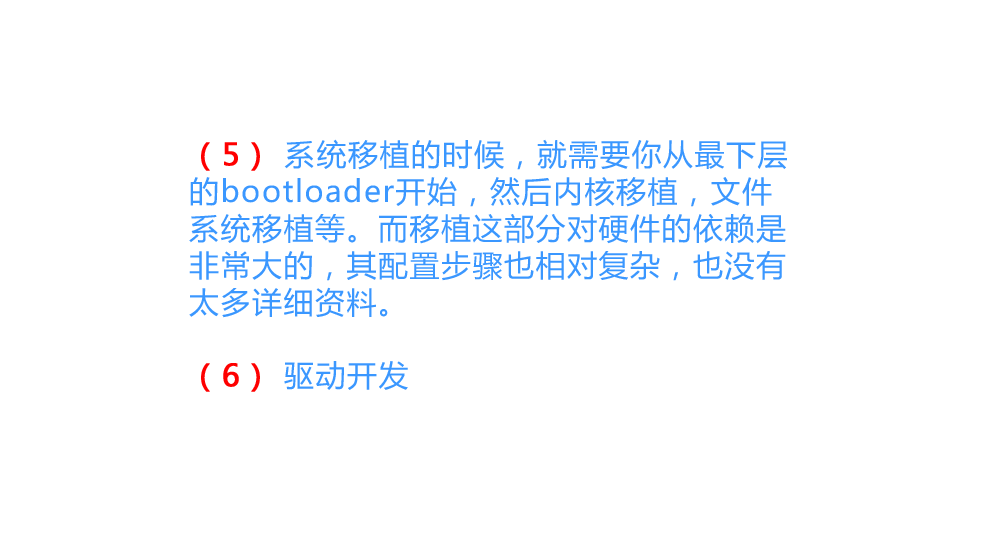 （5） 系统移植的时候，就需要你从最下层
的bootloader开始，然后内核移植，文件
系统移植等。而移植这部分对硬件的依赖是
非常大的，其配置步骤也相对复杂，也没有
太多详细资料。
（6） 驱动开发